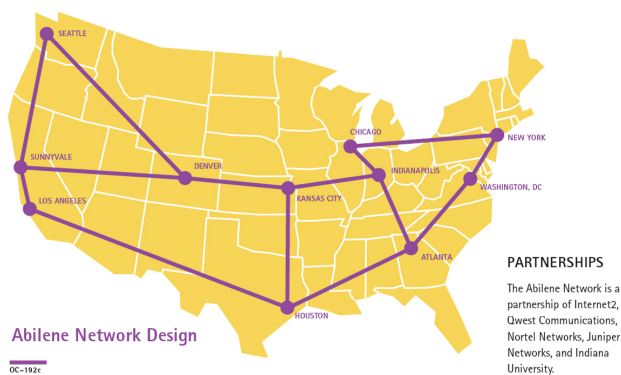 SEATTLE
CHICAGO
NEW YORK
SUNNYVALE
DENVER
INDIANAPOLIS
WASHINGTON, DC
KANSAS CITY
LOS ANGELES
ATLANTA
PARTNERSHIPS
The Abilene Network is a
partnership of Internet2,
Qwest Communications,
Nortel Networks, Juniper
Networks, and Indiana
University.
HOUSTON
Abilene Network Design
OC–192c